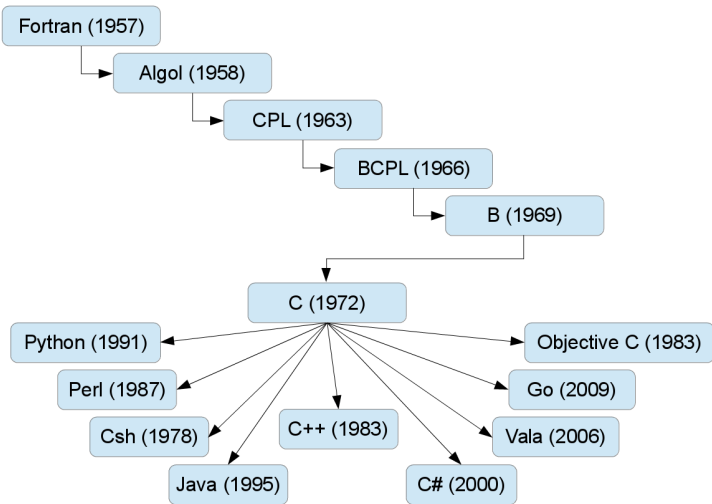 Fortran (1957)
Algol (1958)
CPL (1963)
BCPL (1966)
B (1969)
C (1972)
Python (1991)
Objective C (1983)
Perl (1987)
Go (2009)
Csh (1978)
C++ (1983)
Vala (2006)
Java (1995)
C# (2000)